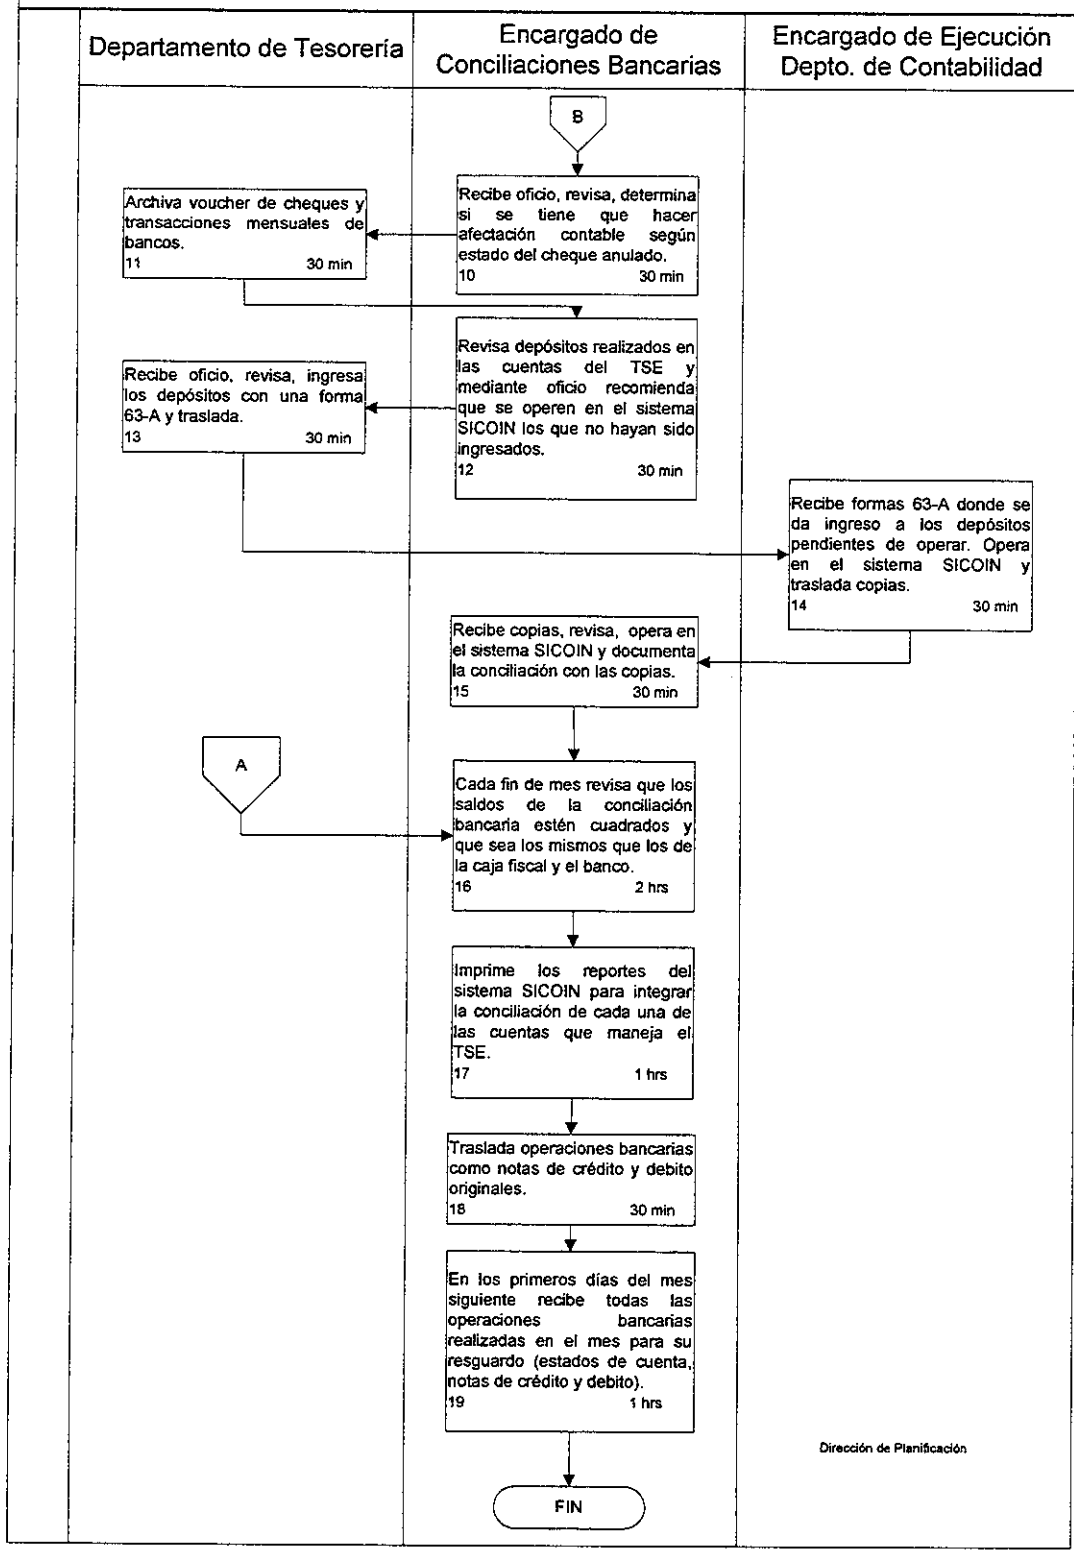 Departamento de Tesorería
Encargado de
Conciliaciones Bancarias
Encargado de Ejecución
Depto. de Contabilidad
B
Recibe oficio, revisa, determina
si se tiene que hacer
afectación contable según
estado del cheque anulado.
10 30 min
Archiva voucher de cheques y
transacciones mensuales de
bancos.
11 30 min
Revisa depósitos realizados en
las cuentas del TSE y
mediante oficio recomienda
que se operen en el sistema
SICOIN los que no hayan sido
ingresados.
12 30 min
Recibe oficio, revisa, ingresa
los depósitos con una forma
63-A y traslada.
13 30 min
Recibe formas 63-A donde se
da ingreso a los depósitos
pendientes de operar. Opera
en el sistema SICOIN y
traslada copias.
14 30 min
Recibe copias, revisa, opera en
el sistema SICOIN y documenta
la conciliación con las copias.
15 30 min
A
Cada fin de mes revisa que los
saldos de la conciliación
bancaria estén cuadrados y
que sea los mismos que los de
la caja fiscal y el banco.
16 2 hrs
Imprime los reportes del
sistema SICOIN para integrar
la conciliación de cada una de
las cuentas que maneja el
TSE.
17 1 hrs
Traslada operaciones bancarias
como notas de crédito y debito
originales.
18 30 min
En los primeros días del mes
siguiente recibe todas las
operaciones bancarias
realizadas en el mes para su
resguardo (estados de cuenta,
notas de crédito y debito).
19 1 hrs
Dirección de Planificación
FIN